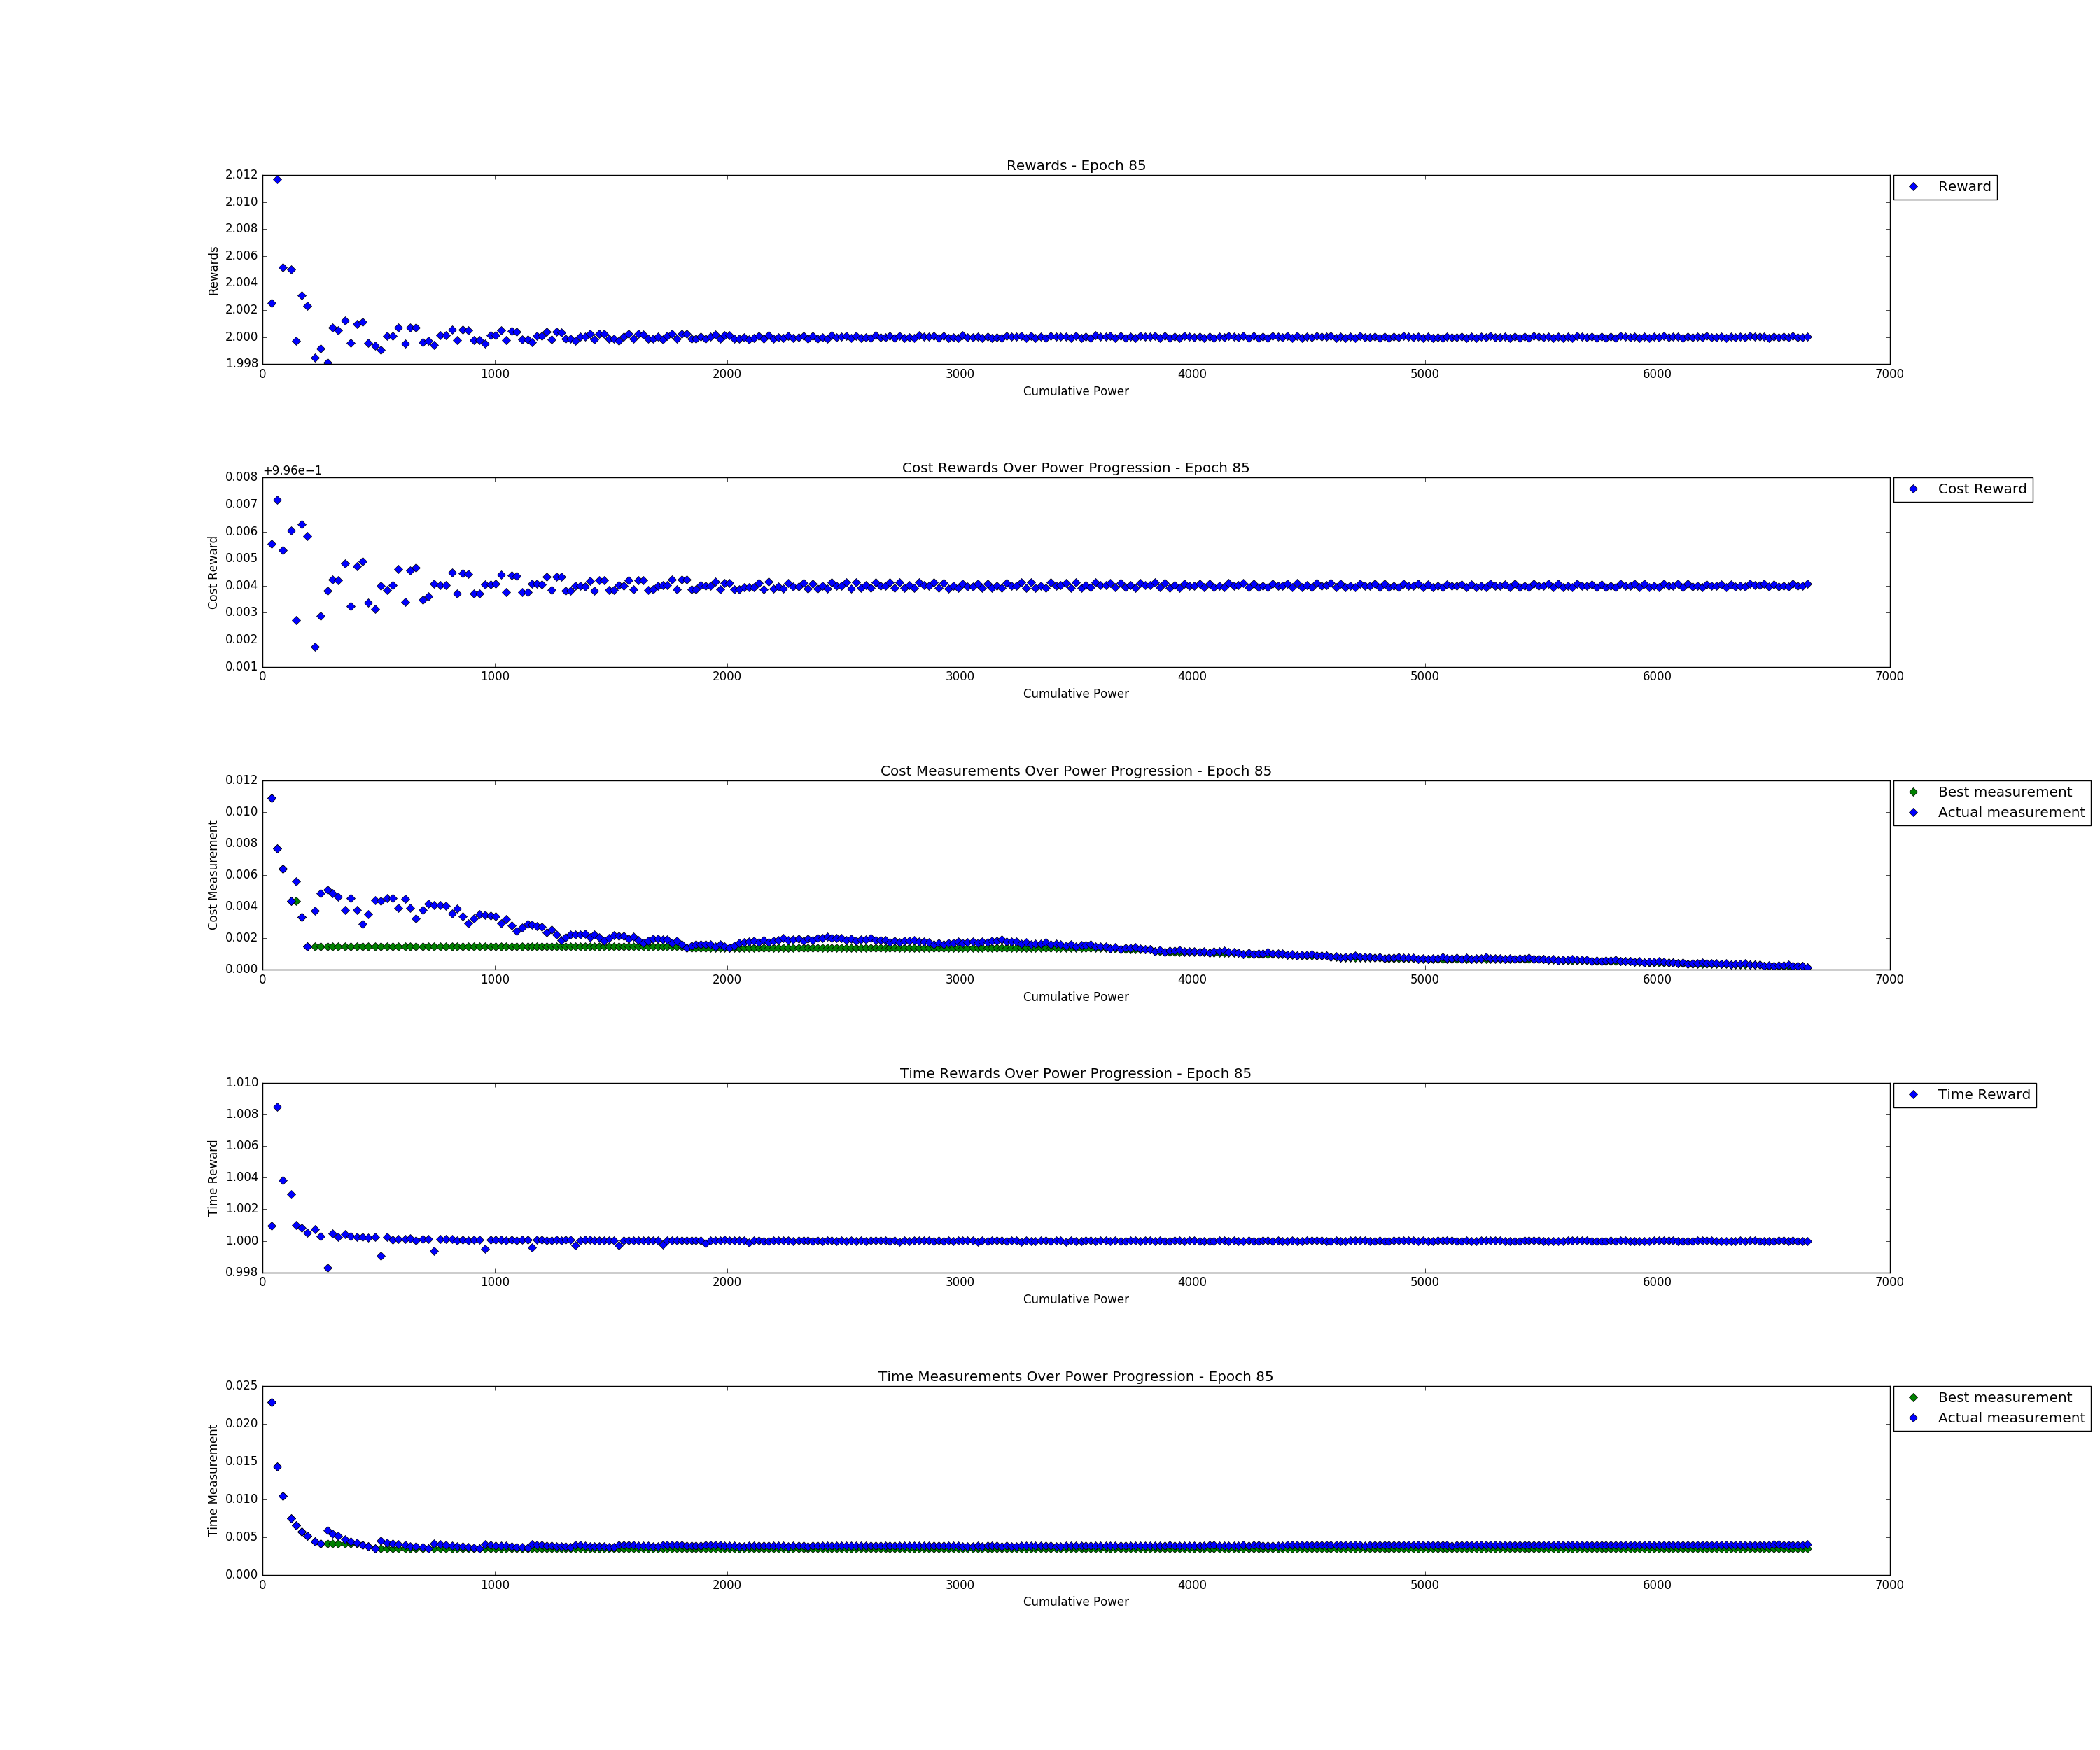 Rewards - Epoch 85
2.012
2.010
2.008
2.006
2.004
2.002
2.000
1.998
Rewards
0 1000 2000 3000 4000 5000 6000 7000
Cumulative Power
Reward
+9.96e−1
Cost Rewards Over Power Progression - Epoch 85
0.008
0.007
0.006
0.005
0.004
0.003
0.002
0.001
Cost Reward
0 1000 2000 3000 4000 5000 6000 7000
Cumulative Power
Cost Reward
Cost Measurements Over Power Progression - Epoch 85
0.012
0.010
0.008
0.006
0.004
0.002
0.000
Cost Measurement
0 1000 2000 3000 4000 5000 6000 7000
Cumulative Power
Best measurement
Actual measurement
Time Rewards Over Power Progression - Epoch 85
1.010
1.008
1.006
1.004
1.002
1.000
0.998
Time Reward
0 1000 2000 3000 4000 5000 6000 7000
Cumulative Power
Time Reward
Time Measurements Over Power Progression - Epoch 85
0.025
0.020
0.015
0.010
0.005
0.000
Time Measurement
0 1000 2000 3000 4000 5000 6000 7000
Cumulative Power
Best measurement
Actual measurement